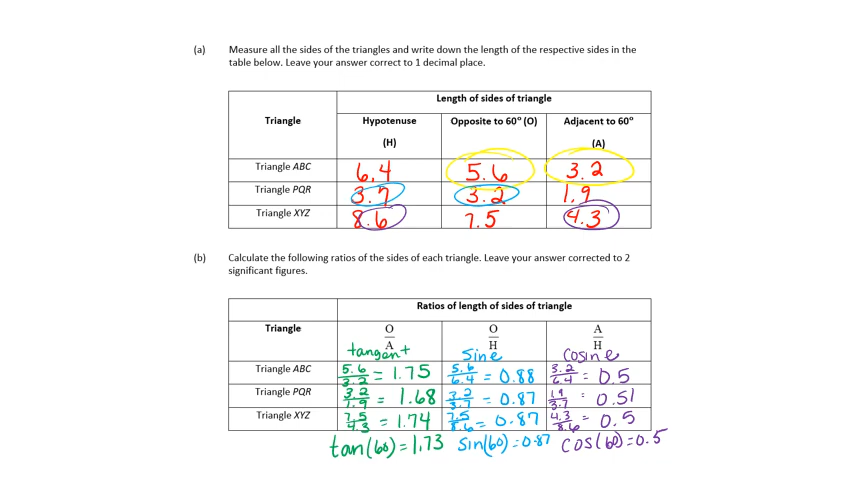 (a) Measure all the sides of the triangles and write down the length of the respective sides in the
table below. Leave your answer correct to 1 decimal place.
Length of sides of triangle
Triangle Hypotenuse Opposite to 60° (O) Adjacent to 60°
(H) (A)
Triangle ABC 6.4 5.6 3.2
Triangle PQR 3.7 3.2 1.9
Triangle XYZ 8.6 7.5 4.3
(b) Calculate the following ratios of the sides of each triangle. Leave your answer corrected to 2
significant figures.
Ratios of length of sides of triangle
Triangle O/A O/H A/H
tangent sine cosine
Triangle ABC 5.6/3.2 = 1.75 5.6/6.4 = 0.88 3.2/6.4 = 0.5
Triangle PQR 3.2/1.9 = 1.68 3.2/3.7 = 0.87 1.9/3.7 = 0.51
Triangle XYZ 7.5/4.3 = 1.74 7.5/8.6 = 0.87 4.3/8.6 = 0.5
tan(60)=1.73 sin(60)=0.87 cos(60)=0.5